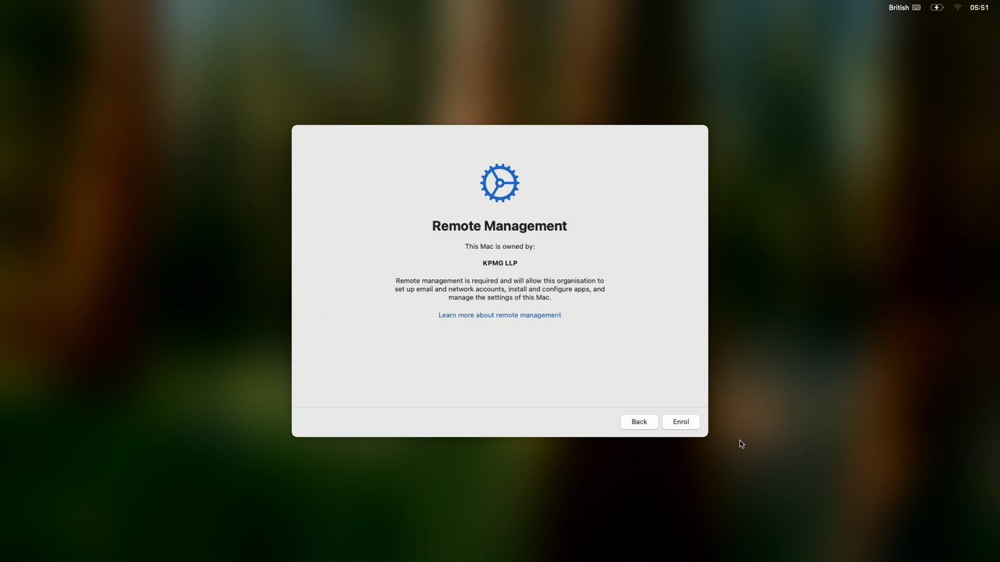 British 05:51
Remote Management
This Mac is owned by:
KPMG LLP
Remote management is required and will allow this organisation to
set up email and network accounts, install and configure apps, and
manage the settings of this Mac.
Learn more about remote management
Back Enrol